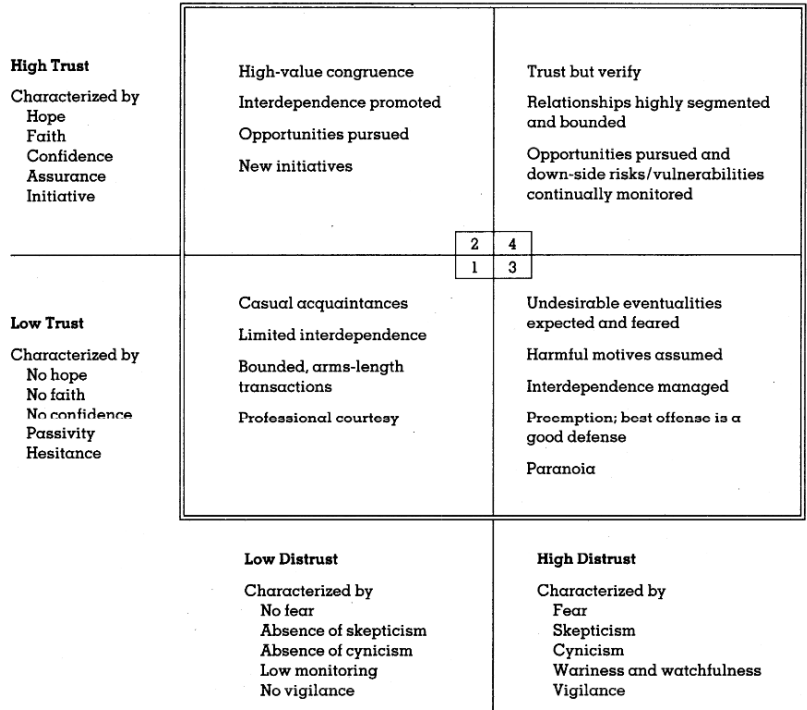 High Trust
Characterized by
Hope
Faith
Confidence
Assurance
Initiative
High-value congruence
Interdependence promoted
Opportunities pursued
New initiatives
Trust but verify
Relationships highly segmented
and bounded
Opportunities pursued and
down-side risks/vulnerabilities
continually monitored
2 4
1 3
Low Trust
Characterized by
No hope
No faith
No confidence
Passivity
Hesitance
Casual acquaintances
Limited interdependence
Bounded, arms-length
transactions
Professional courtesy
Undesirable eventualities
expected and feared
Harmful motives assumed
Interdependence managed
Preemption; best offense is a
good defense
Paranoia
Low Distrust
Characterized by
No fear
Absence of skepticism
Absence of cynicism
Low monitoring
No vigilance
High Distrust
Characterized by
Fear
Skepticism
Cynicism
Wariness and watchfulness
Vigilance